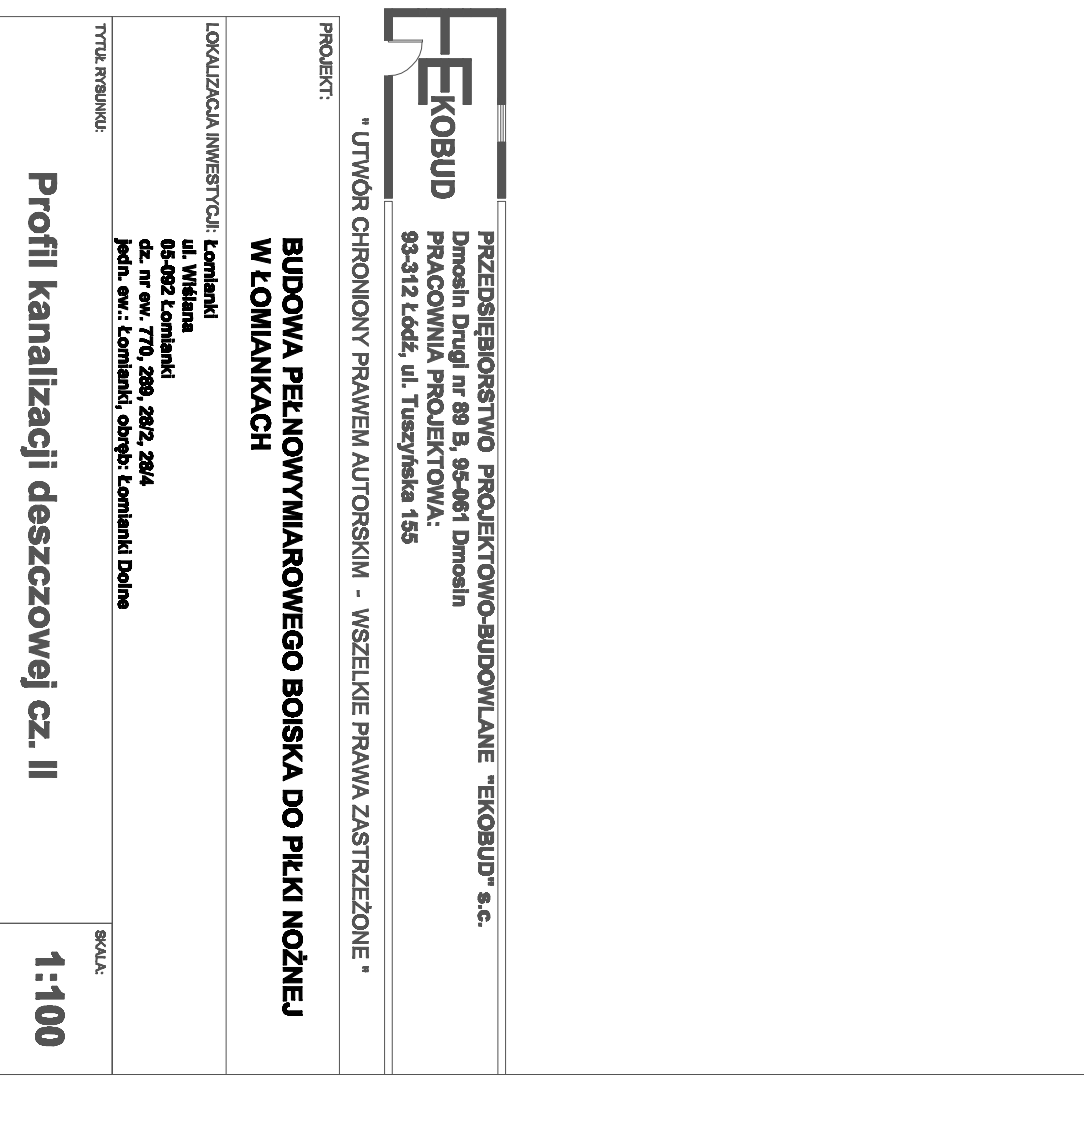 EKOBUD
PRZEDSIĘBIORSTWO PROJEKTOWO-BUDOWLANE "EKOBUD" s.c.
Dmosin Drugi nr 89 B, 95-061 Dmosin
PRACOWNIA PROJEKTOWA:
93-312 Łódź, ul. Tuszyńska 155
" UTWÓR CHRONIONY PRAWEM AUTORSKIM - WSZELKIE PRAWA ZASTRZEŻONE "
PROJEKT:
BUDOWA PEŁNOWYMIAROWEGO BOISKA DO PIŁKI NOŻNEJ
W ŁOMIANKACH
LOKALIZACJA INWESTYCJI: Łomianki
ul. Wiślana
05-092 Łomianki
dz. nr ew. 770, 289, 28/2, 28/4
jedn. ew.: Łomianki, obręb: Łomianki Dolne
TYTUŁ RYSUNKU:
Profil kanalizacji deszczowej cz. II
SKALA:
1:100